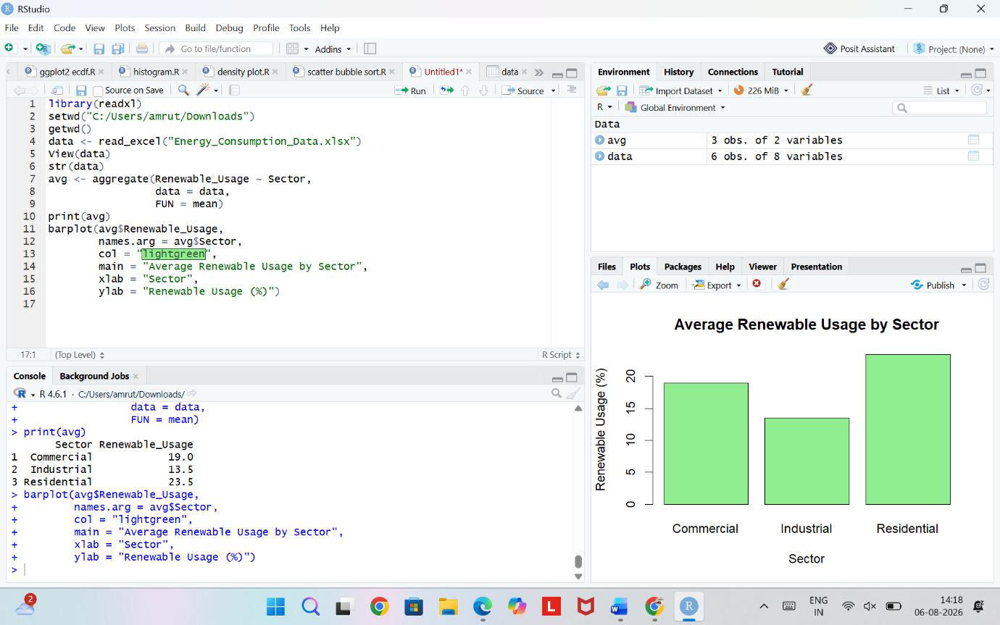 RStudio
File Edit Code View Plots Session Build Debug Profile Tools Help
Go to file/function Addins Posit Assistant Project: (None)
ggplot2 ecdf.R histogram.R density plot.R scatter bubble sort.R Untitled1* data
Source on Save Run Source
1 library(readxl)
2 setwd("C:/Users/amrut/Downloads")
3 getwd()
4 data <- read_excel("Energy_Consumption_Data.xlsx")
5 View(data)
6 str(data)
7 avg <- aggregate(Renewable_Usage ~ Sector,
8 data = data,
9 FUN = mean)
10 print(avg)
11 barplot(avg$Renewable_Usage,
12 names.arg = avg$Sector,
13 col = "lightgreen",
14 main = "Average Renewable Usage by Sector",
15 xlab = "Sector",
16 ylab = "Renewable Usage (%)")
17
17:1 (Top Level) R Script
Console Background Jobs
R 4.6.1 · C:/Users/amrut/Downloads/
+ data = data,
+ FUN = mean)
> print(avg)
Sector Renewable_Usage
1 Commercial 19.0
2 Industrial 13.5
3 Residential 23.5
> barplot(avg$Renewable_Usage,
+ names.arg = avg$Sector,
+ col = "lightgreen",
+ main = "Average Renewable Usage by Sector",
+ xlab = "Sector",
+ ylab = "Renewable Usage (%)")
>
Environment History Connections Tutorial
Import Dataset 226 MiB List
R Global Environment
Data
avg 3 obs. of 2 variables
data 6 obs. of 8 variables
Files Plots Packages Help Viewer Presentation
Zoom Export Publish
Average Renewable Usage by Sector
Renewable Usage (%)
20
15
10
5
0
Commercial Industrial Residential
Sector
2
L
ENG
IN
14:18
06-08-2026